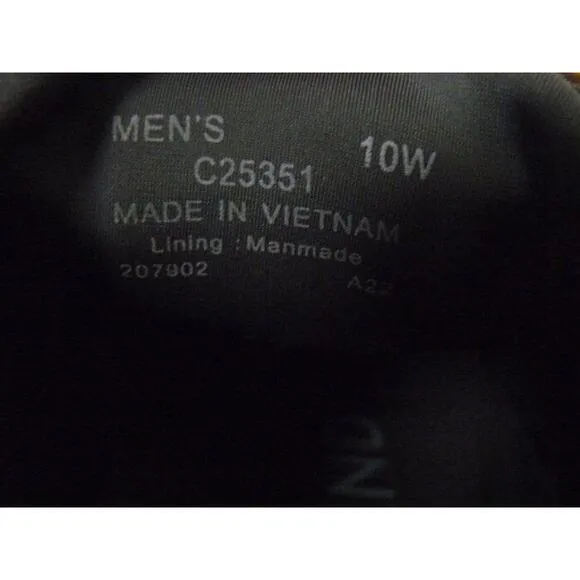 MEN'S
10W
C25351
MADE IN VIETNAM
Lining : Manmade
207902